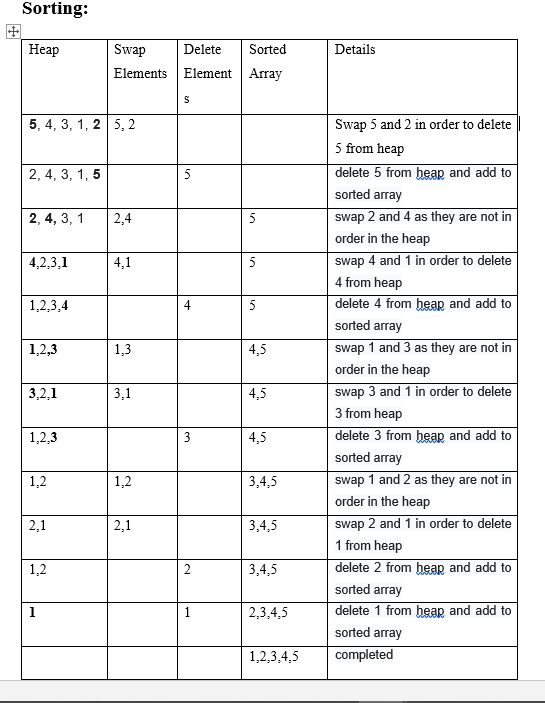 Sorting:
Heap Swap Delete Sorted Details
Elements Element Array
s
5, 4, 3, 1, 2 5, 2 Swap 5 and 2 in order to delete
5 from heap
2, 4, 3, 1, 5 5 delete 5 from heap and add to
sorted array
2, 4, 3, 1 2,4 5 swap 2 and 4 as they are not in
order in the heap
4,2,3,1 4,1 5 swap 4 and 1 in order to delete
4 from heap
1,2,3,4 4 5 delete 4 from heap and add to
sorted array
1,2,3 1,3 4,5 swap 1 and 3 as they are not in
order in the heap
3,2,1 3,1 4,5 swap 3 and 1 in order to delete
3 from heap
1,2,3 3 4,5 delete 3 from heap and add to
sorted array
1,2 1,2 3,4,5 swap 1 and 2 as they are not in
order in the heap
2,1 2,1 3,4,5 swap 2 and 1 in order to delete
1 from heap
1,2 2 3,4,5 delete 2 from heap and add to
sorted array
1 1 2,3,4,5 delete 1 from heap and add to
sorted array
1,2,3,4,5 completed